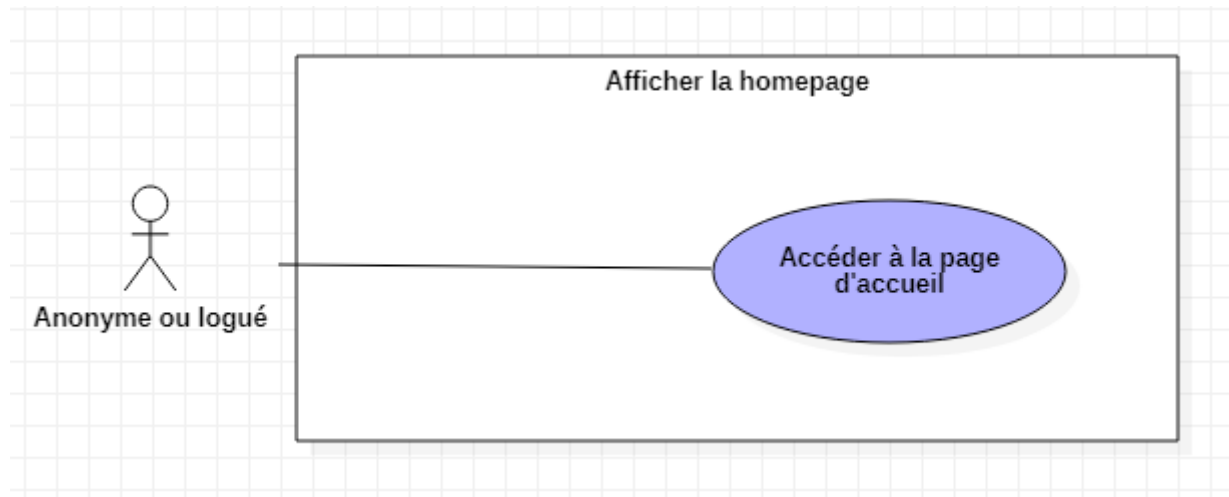 Afficher la homepage
Accéder à la page
d'accueil
Anonyme ou logué